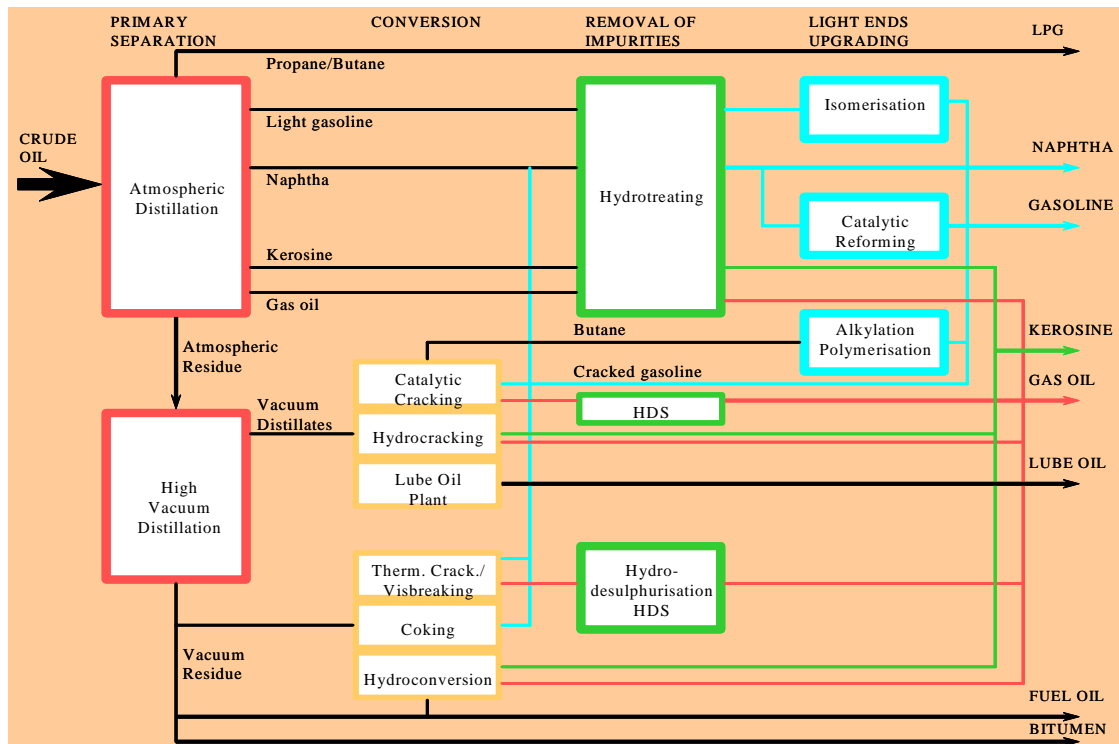 PRIMARY
SEPARATION
CONVERSION
REMOVAL OF
IMPURITIES
LIGHT ENDS
UPGRADING
LPG
Propane/Butane
Light gasoline
Isomerisation
CRUDE
OIL
NAPHTHA
Naphtha
Atmospheric
Distillation
Hydrotreating
GASOLINE
Catalytic
Reforming
Kerosine
Gas oil
Butane
Alkylation
Polymerisation
KEROSINE
Atmospheric
Residue
Cracked gasoline
Catalytic
Cracking
GAS OIL
HDS
Vacuum
Distillates
Hydrocracking
LUBE OIL
Lube Oil
Plant
High
Vacuum
Distillation
Therm. Crack./
Visbreaking
Hydro-
desulphurisation
HDS
Coking
Vacuum
Residue
Hydroconversion
FUEL OIL
BITUMEN